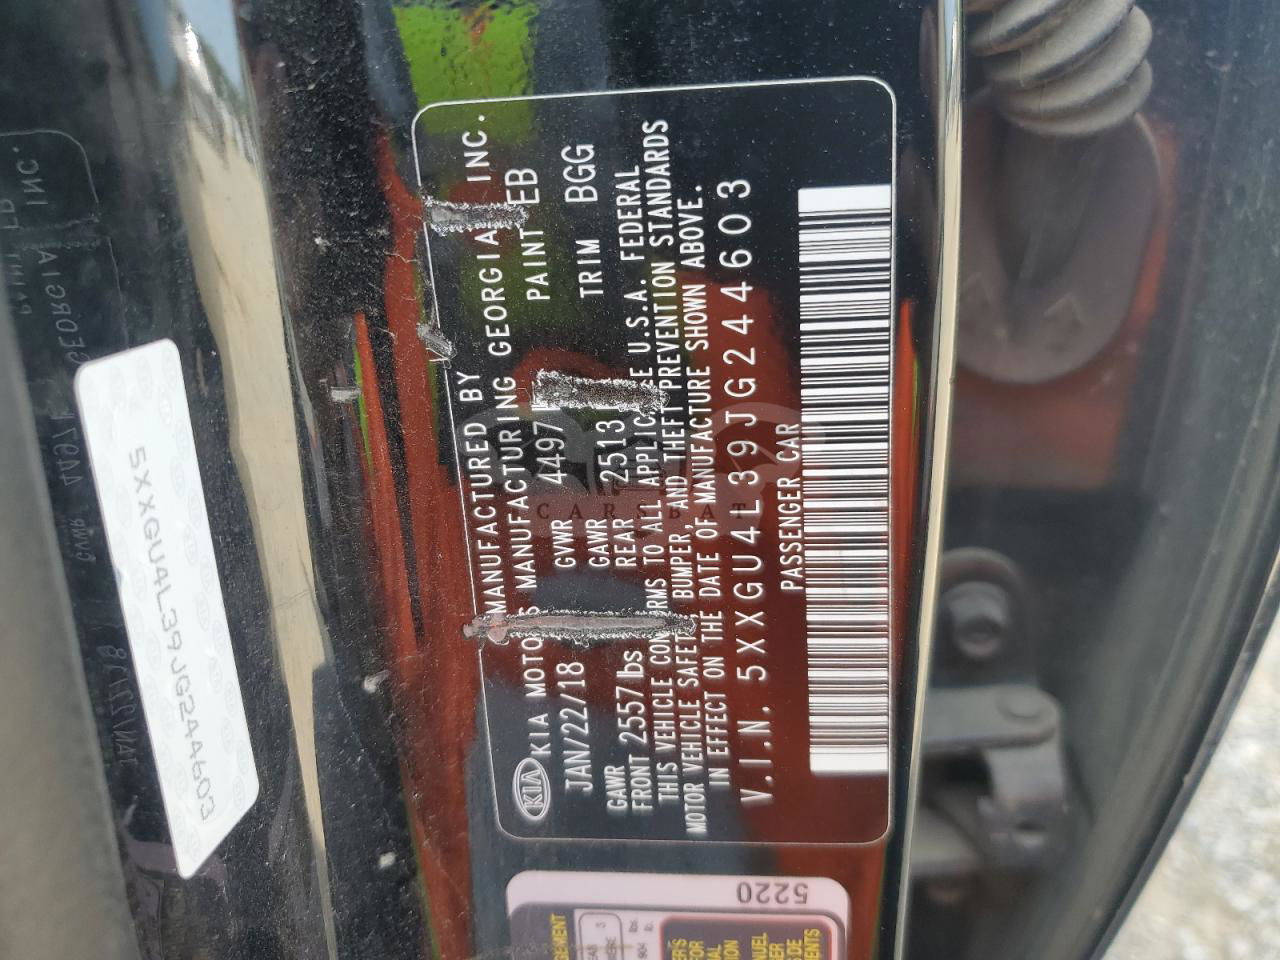 MANUFACTURED BY
KIA MOTORS MANUFACTURING GEORGIA INC.
JAN/22/18 GVWR 4497 PAINT EB
GAWR FRONT 2557 lbs GAWR REAR 2513 TRIM BGG
THIS VEHICLE CONFORMS TO ALL APPLICABLE U.S.A. FEDERAL
MOTOR VEHICLE SAFETY, BUMPER, AND THEFT PREVENTION STANDARDS
IN EFFECT ON THE DATE OF MANUFACTURE SHOWN ABOVE.
V.I.N. 5XXGU4L39JG244603
PASSENGER CAR
KIA
5XXGU4L39JG244603
CARSBAT
5220